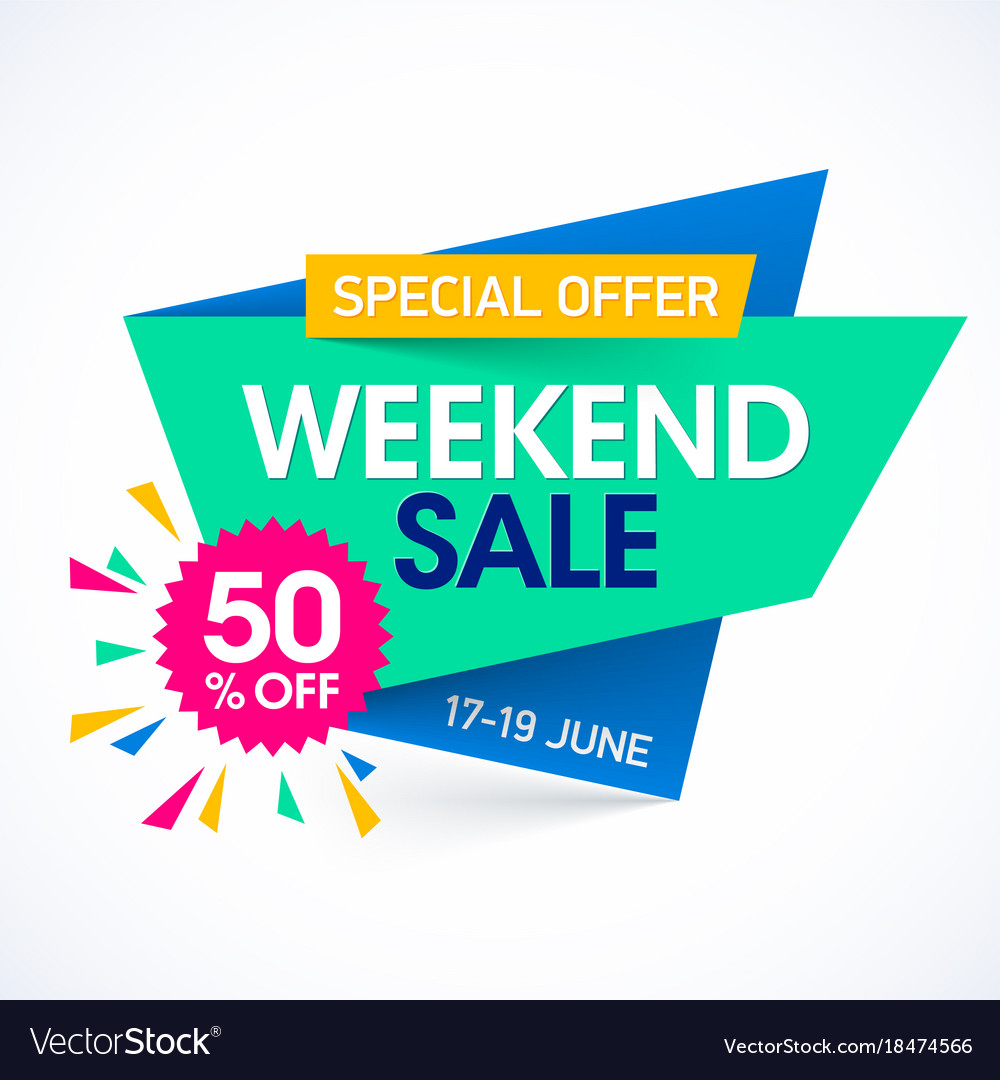 SPECIAL OFFER
WEEKEND
SALE
50
% OFF
17-19 JUNE
VectorStock®
VectorStock.com/18474566